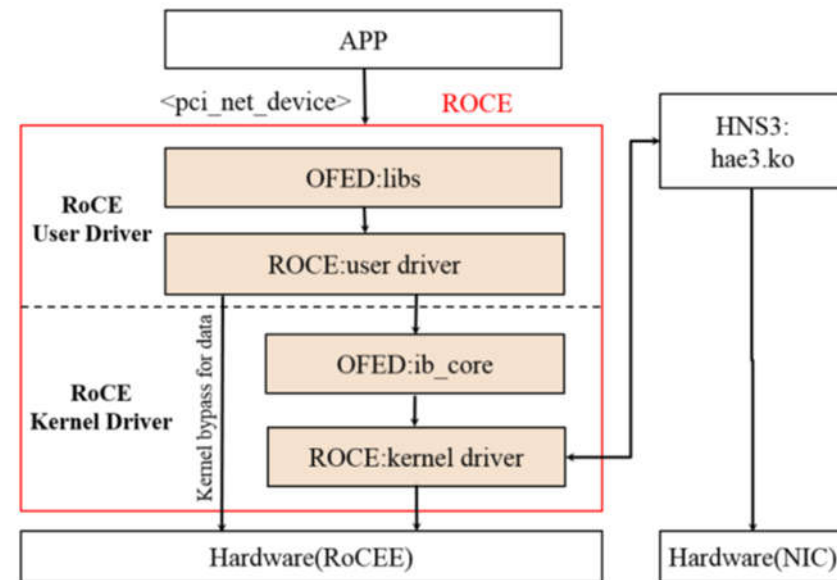 APP
<pci_net_device>
ROCE
HNS3:
hae3.ko
OFED:libs
RoCE
User Driver
ROCE:user driver
Kernel bypass for data
OFED:ib_core
RoCE
Kernel Driver
ROCE:kernel driver
Hardware(RoCEE)
Hardware(NIC)